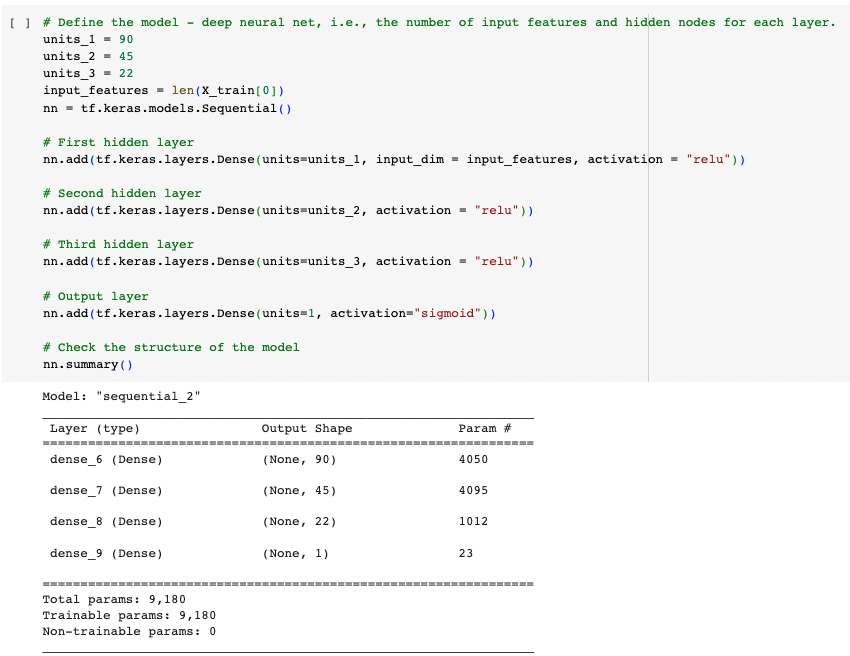 [ ] # Define the model - deep neural net, i.e., the number of input features and hidden nodes for each layer.
units_1 = 90
units_2 = 45
units_3 = 22
input_features = len(X_train[0])
nn = tf.keras.models.Sequential()

# First hidden layer
nn.add(tf.keras.layers.Dense(units=units_1, input_dim = input_features, activation = "relu"))

# Second hidden layer
nn.add(tf.keras.layers.Dense(units=units_2, activation = "relu"))

# Third hidden layer
nn.add(tf.keras.layers.Dense(units=units_3, activation = "relu"))

# Output layer
nn.add(tf.keras.layers.Dense(units=1, activation="sigmoid"))

# Check the structure of the model
nn.summary()

Model: "sequential_2"
_________________________________________________________________
Layer (type) Output Shape Param #
=================================================================
dense_6 (Dense) (None, 90) 4050

dense_7 (Dense) (None, 45) 4095

dense_8 (Dense) (None, 22) 1012

dense_9 (Dense) (None, 1) 23

=================================================================
Total params: 9,180
Trainable params: 9,180
Non-trainable params: 0
_________________________________________________________________